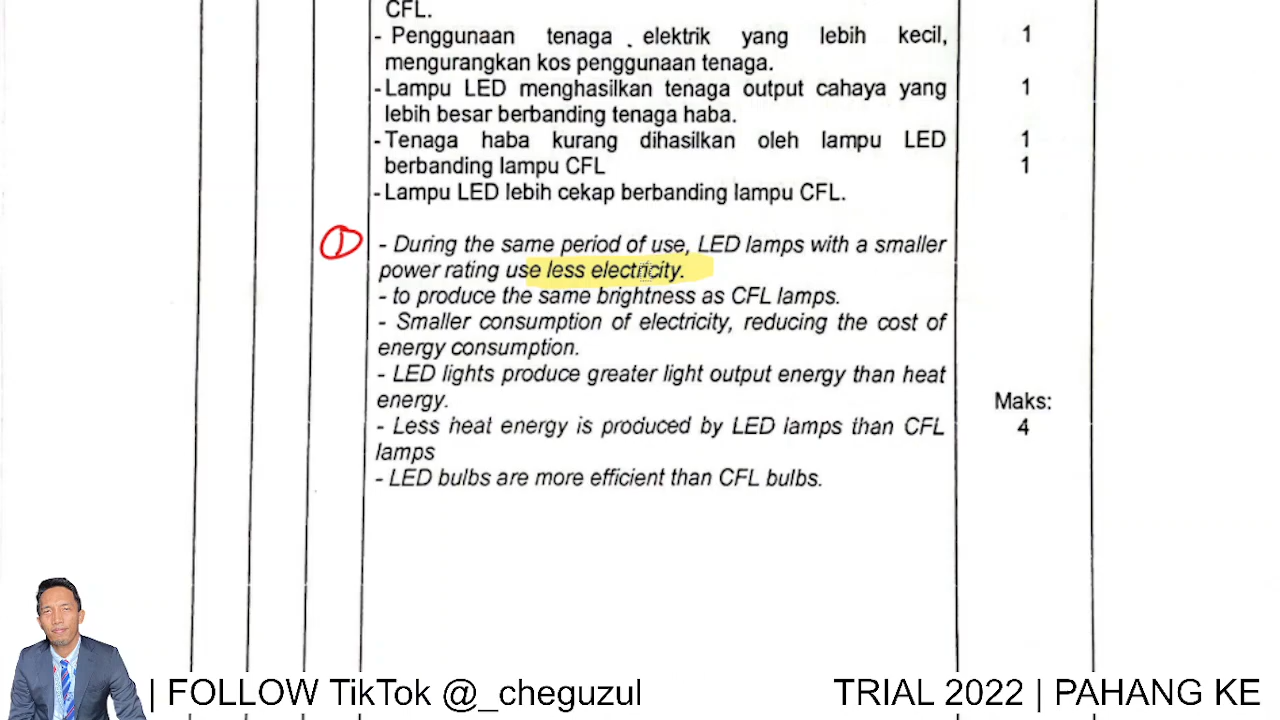 CFL.
- Penggunaan tenaga elektrik yang lebih kecil, 1
mengurangkan kos penggunaan tenaga.
- Lampu LED menghasilkan tenaga output cahaya yang 1
lebih besar berbanding tenaga haba.
- Tenaga haba kurang dihasilkan oleh lampu LED 1
berbanding lampu CFL 1
- Lampu LED lebih cekap berbanding lampu CFL.
1
- During the same period of use, LED lamps with a smaller
power rating use less electricity.
- to produce the same brightness as CFL lamps.
- Smaller consumption of electricity, reducing the cost of
energy consumption.
- LED lights produce greater light output energy than heat
energy. Maks:
- Less heat energy is produced by LED lamps than CFL 4
lamps
- LED bulbs are more efficient than CFL bulbs.
| FOLLOW TikTok @_cheguzul TRIAL 2022 | PAHANG KE